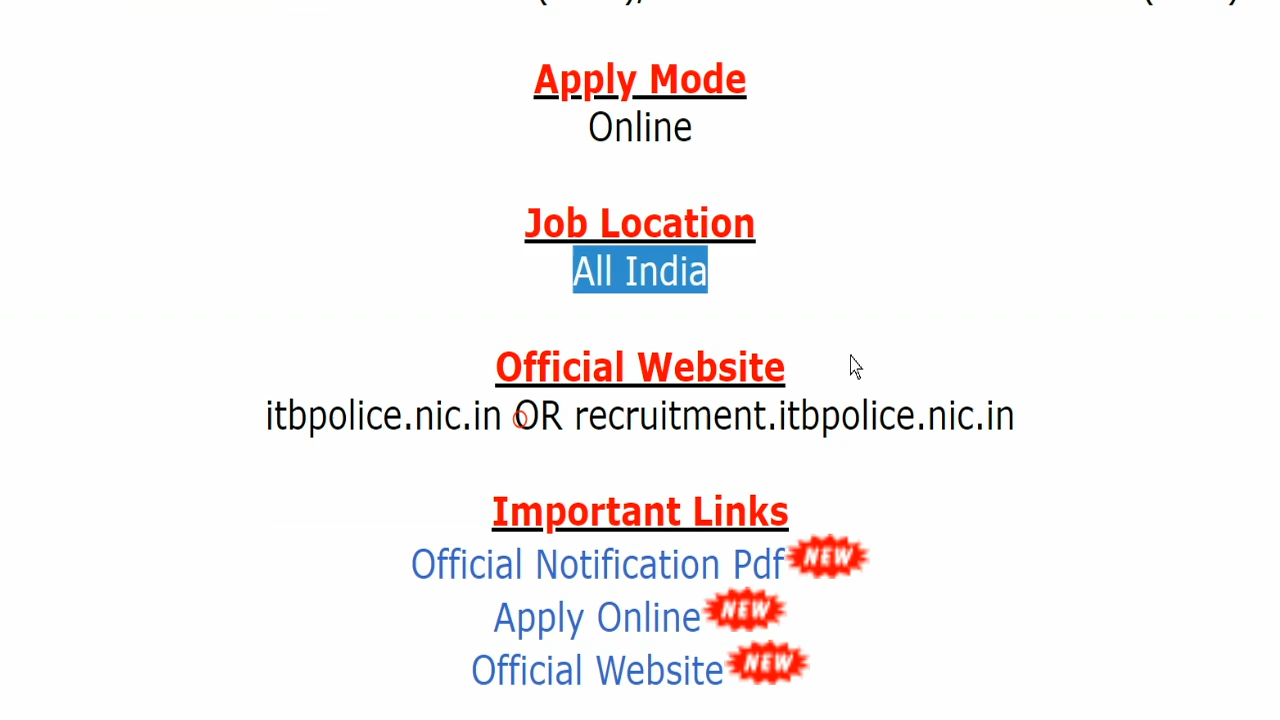 Apply Mode
Online
Job Location
All India
Official Website
itbpolice.nic.in OR recruitment.itbpolice.nic.in
Important Links
Official Notification Pdf NEW
Apply Online NEW
Official Website NEW